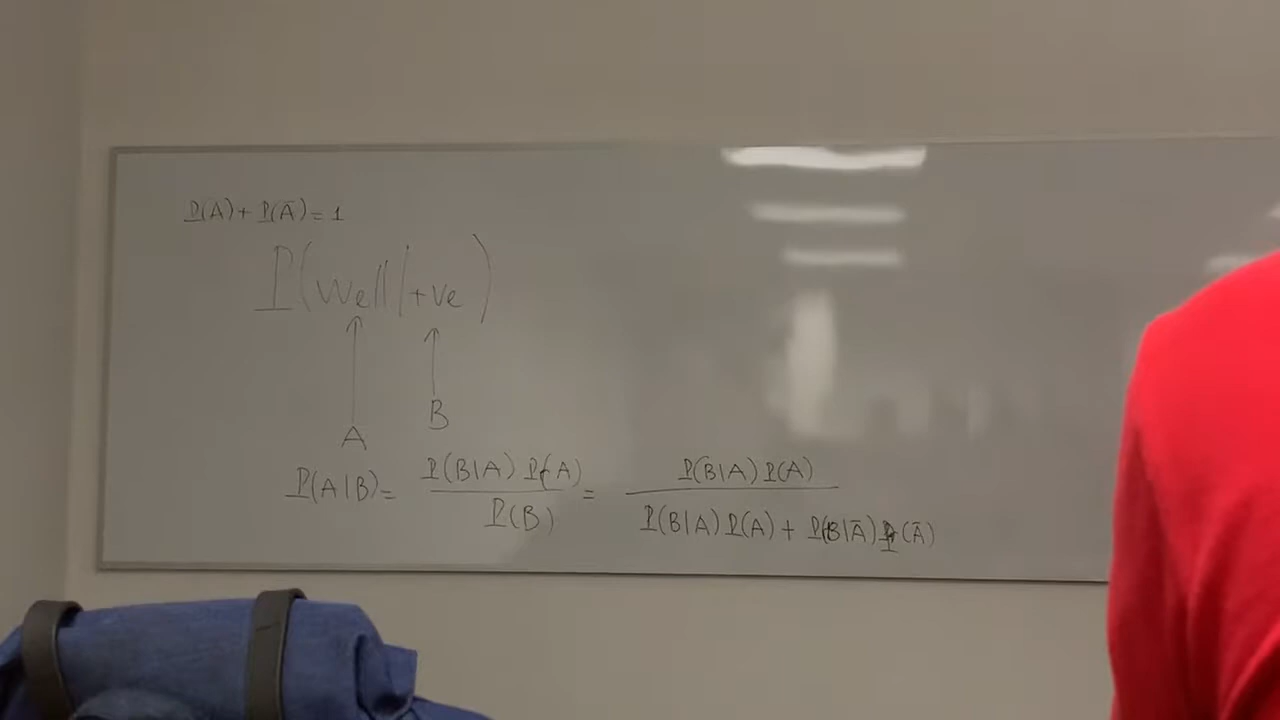 P(A) + P(Ā) = 1
P(well | +ve)
B
A
P(A|B) = P(B|A) P(A) / P(B) = P(B|A) P(A) / P(B|A) P(A) + P(B|Ā) P(Ā)